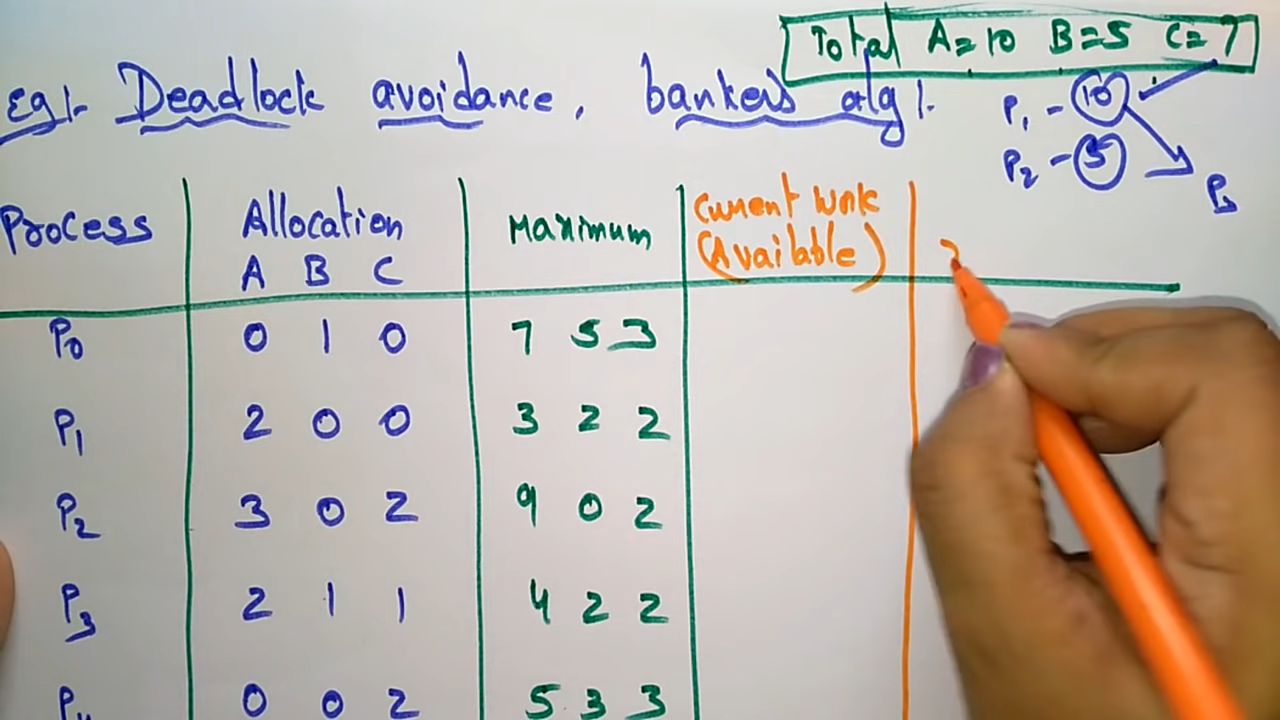 Total A=10 B=5 C=7
Eg1:- Deadlock avoidance, bankers alg:-
P1 - 10
P2 - 5
P3
Process Allocation Maximum Current Work
A B C (Available)
P0 0 1 0 7 5 3
P1 2 0 0 3 2 2
P2 3 0 2 9 0 2
P3 2 1 1 4 2 2
P4 0 0 2 5 3 3